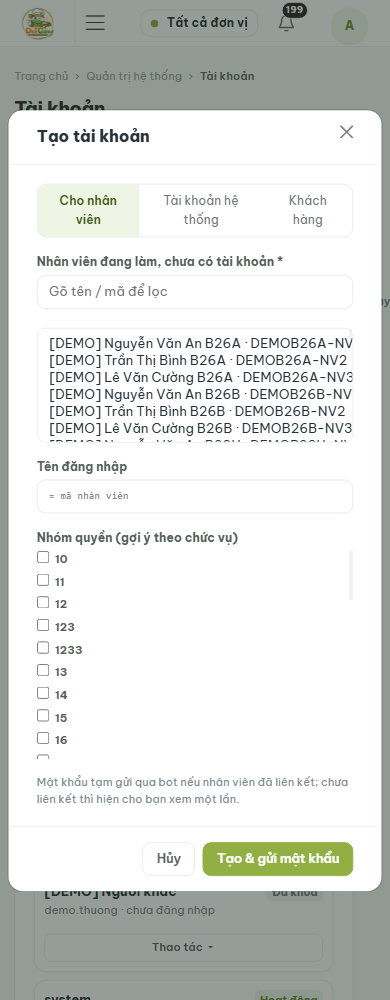 Tất cả đơn vị
199
A
Trang chủ › Quản trị hệ thống › Tài khoản
Tài khoản
Tạo tài khoản
Cho nhân viên
Tài khoản hệ thống
Khách hàng
Nhân viên đang làm, chưa có tài khoản *
Gõ tên / mã để lọc
[DEMO] Nguyễn Văn An B26A · DEMOB26A-NV
[DEMO] Trần Thị Bình B26A · DEMOB26A-NV2
[DEMO] Lê Văn Cường B26A · DEMOB26A-NV3
[DEMO] Nguyễn Văn An B26B · DEMOB26B-NV
[DEMO] Trần Thị Bình B26B · DEMOB26B-NV2
[DEMO] Lê Văn Cường B26B · DEMOB26B-NV3
Tên đăng nhập
= mã nhân viên
Nhóm quyền (gợi ý theo chức vụ)
10
11
12
123
1233
13
14
15
16
Mật khẩu tạm gửi qua bot nếu nhân viên đã liên kết; chưa
liên kết thì hiện cho bạn xem một lần.
Hủy
Tạo & gửi mật khẩu
[DEMO] Người khác
Đã khóa
demo.thuong · chưa đăng nhập
Thao tác
system
Hoạt động